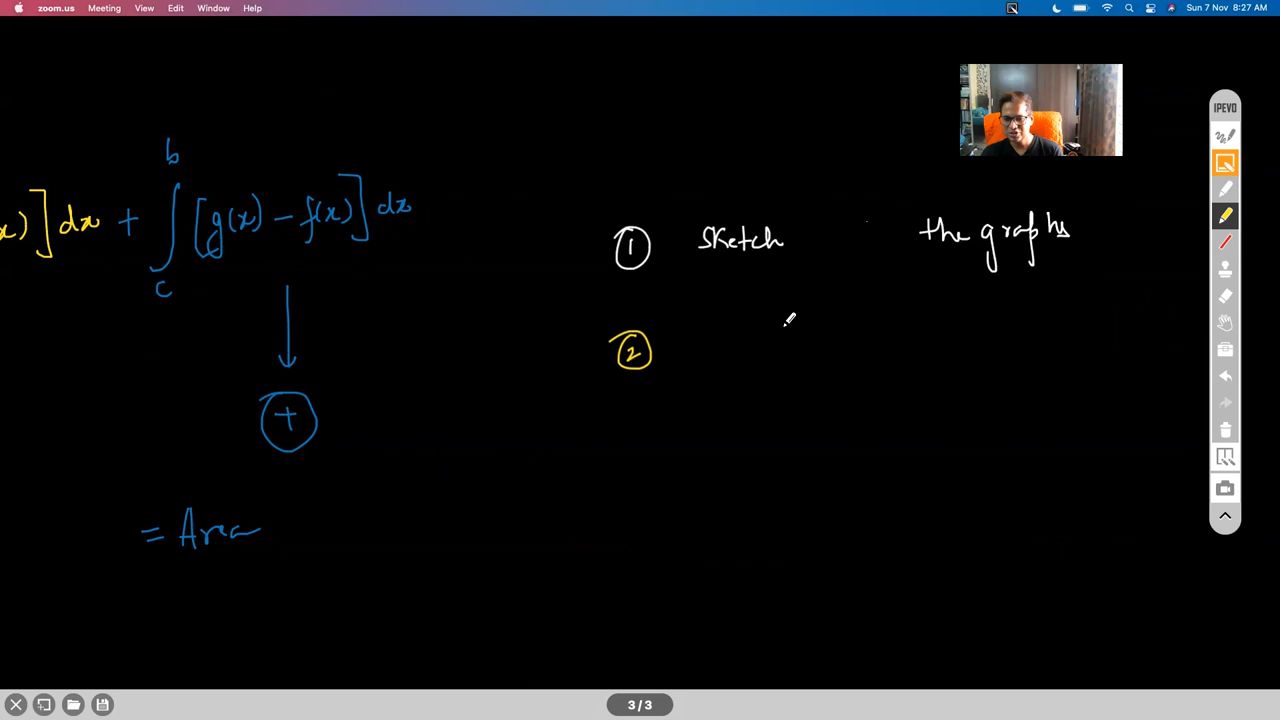 zoom.us Meeting View Edit Window Help Sun 7 Nov 8:27 AM
IPEVO
x)] dx + ∫ [g(x) − f(x)] dx
b
c
+
= Area
① Sketch the graphs
②
3 / 3